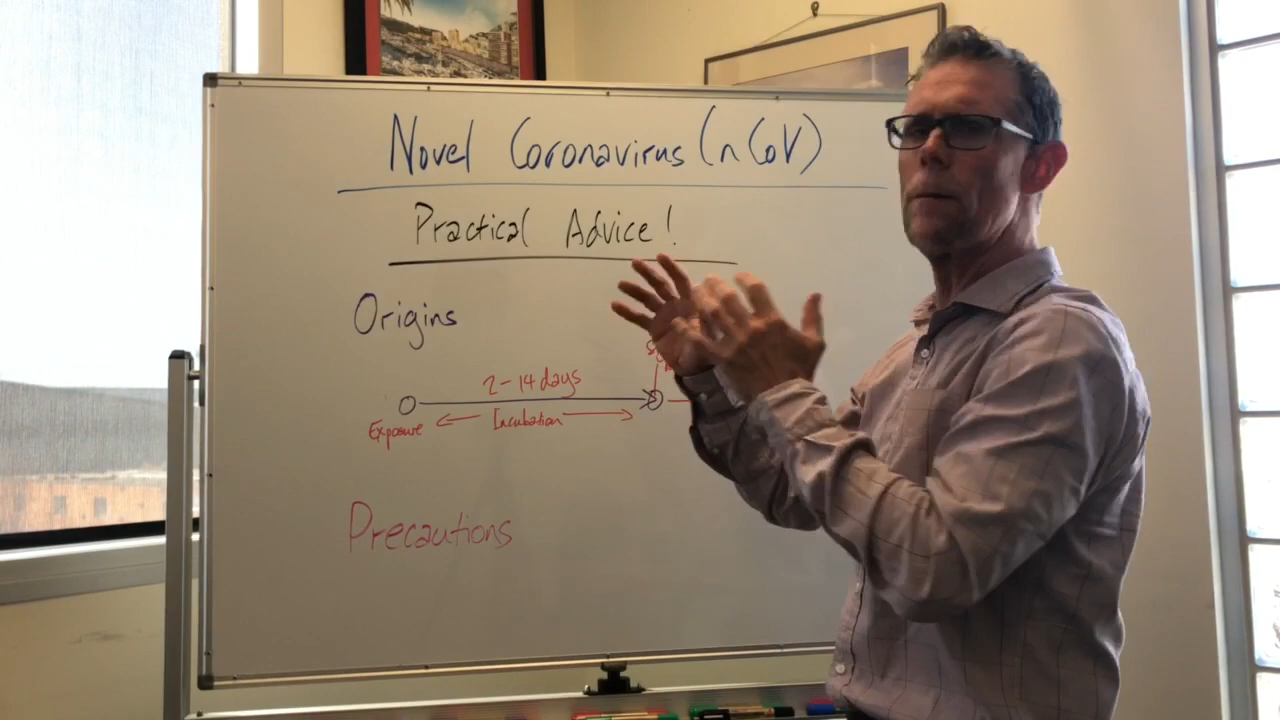 Novel Coronavirus (nCoV)
Practical Advice!
Origins
2-14 days
Exposure
Incubation
Precautions